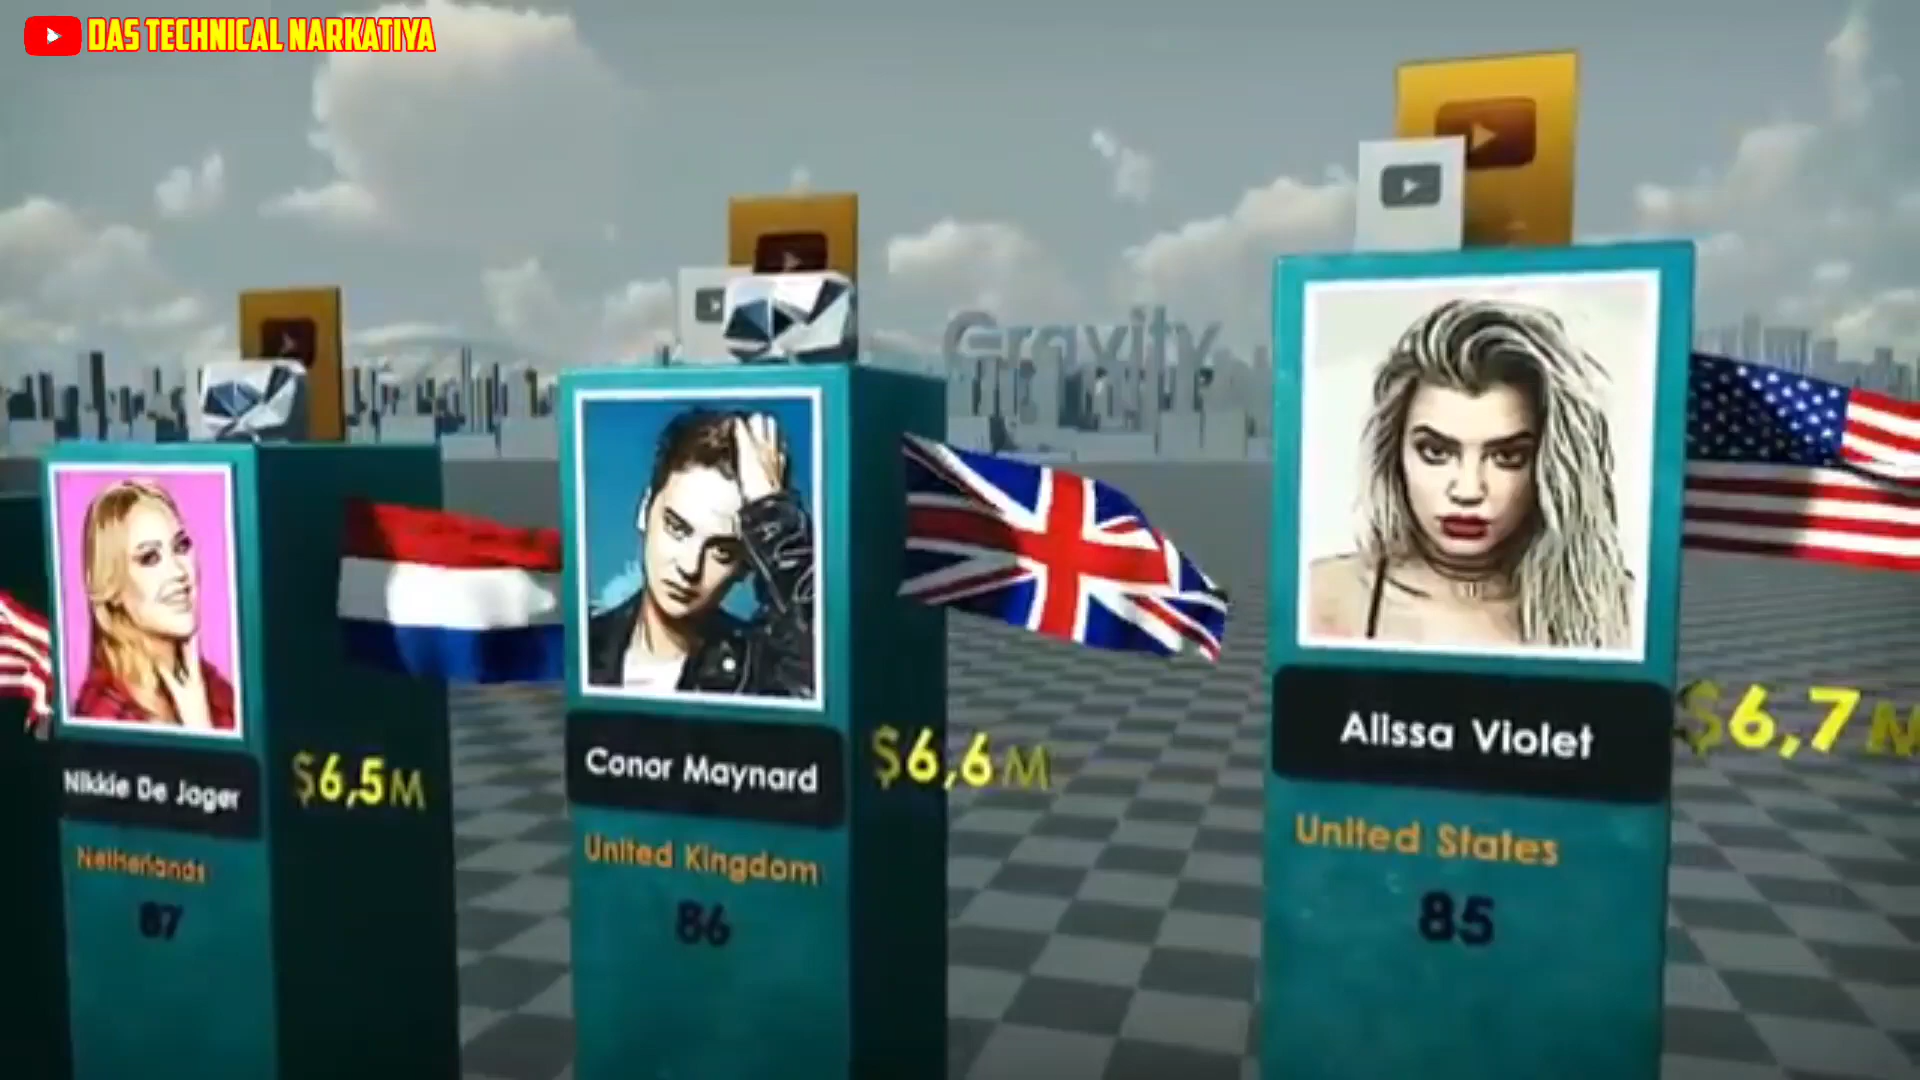 DAS TECHNICAL NARKATIYA
Gravity
Nikkie De Jager
$6,5M
Netherlands
87
Conor Maynard
$6,6M
United Kingdom
86
Alissa Violet
$6,7M
United States
85